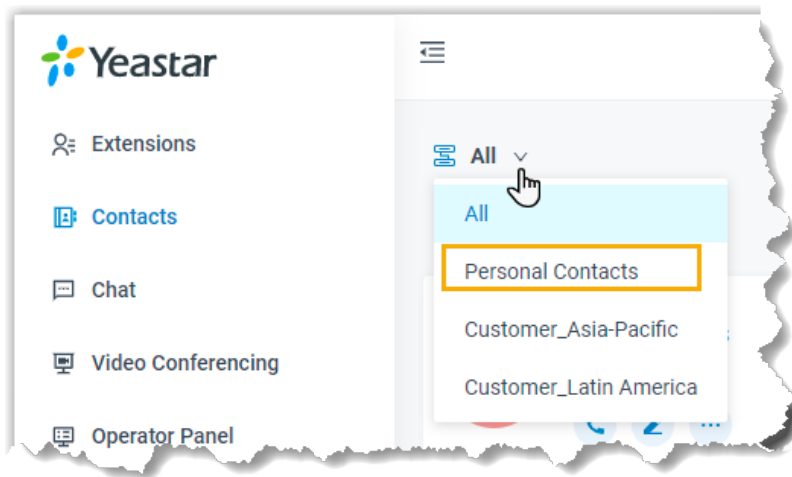 Yeastar
Extensions
Contacts
Chat
Video Conferencing
Operator Panel
All
All
Personal Contacts
Customer_Asia-Pacific
Customer_Latin America